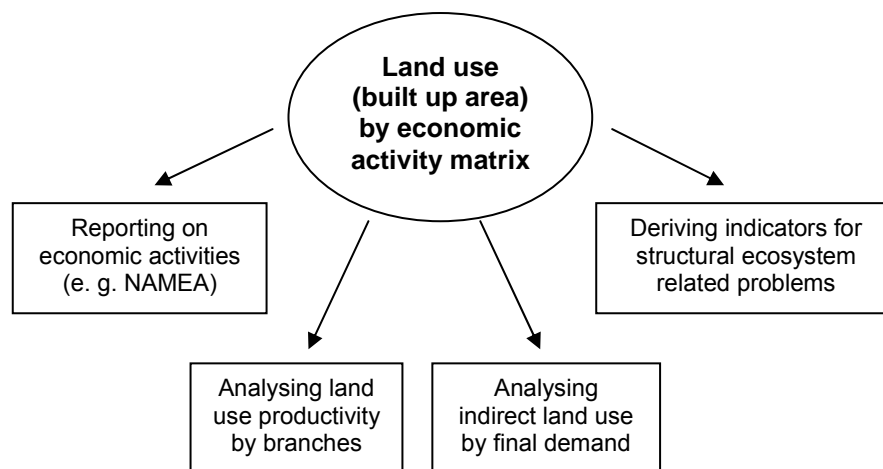 Land use
(built up area)
by economic
activity matrix
Reporting on
economic activities
(e. g. NAMEA)
Deriving indicators for
structural ecosystem
related problems
Analysing land
use productivity
by branches
Analysing
indirect land use
by final demand